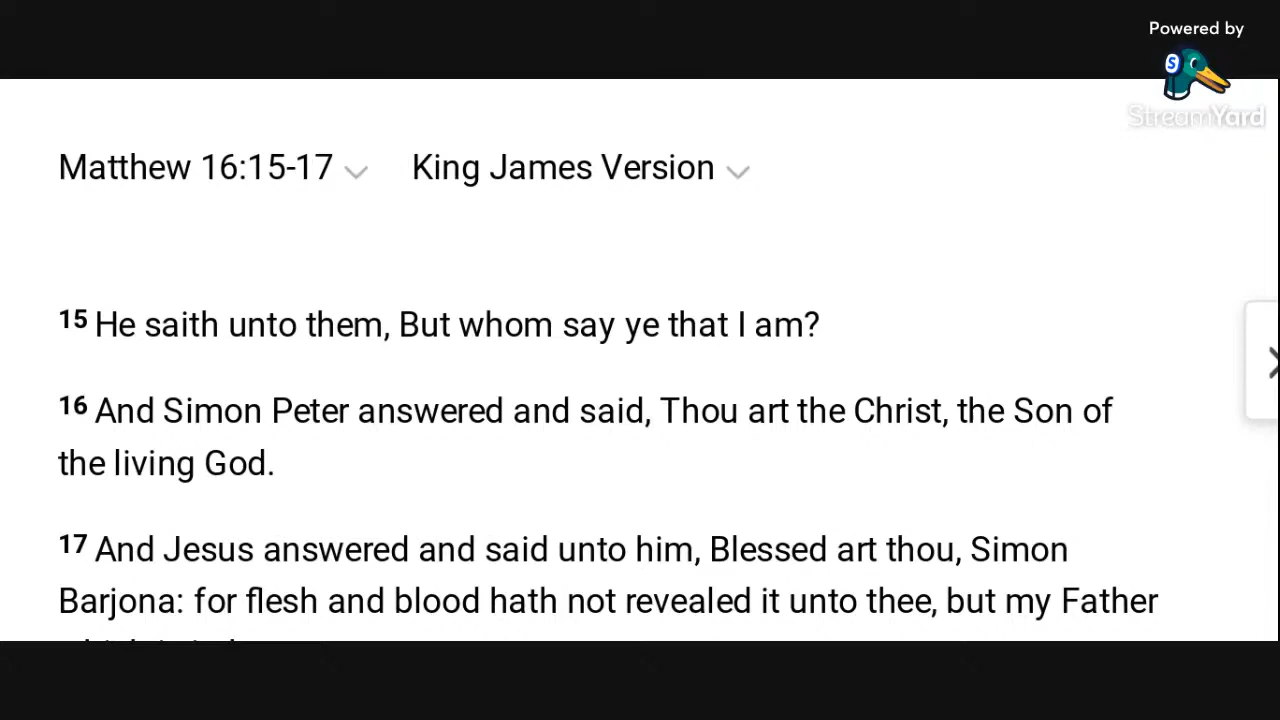 Powered by
S
StreamYard
Matthew 16:15-17 King James Version
15 He saith unto them, But whom say ye that I am?
16 And Simon Peter answered and said, Thou art the Christ, the Son of
the living God.
17 And Jesus answered and said unto him, Blessed art thou, Simon
Barjona: for flesh and blood hath not revealed it unto thee, but my Father